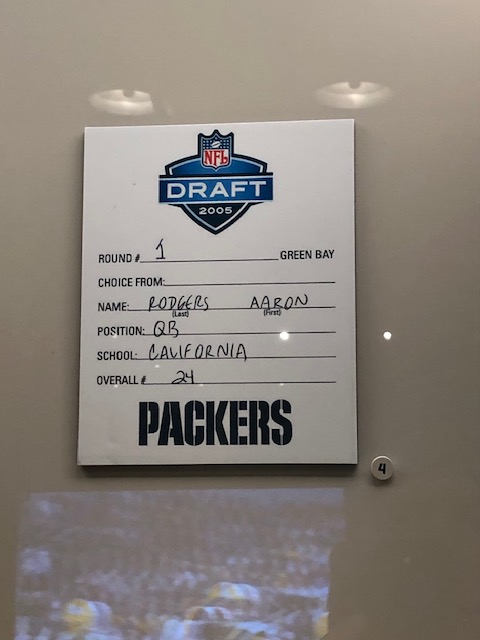 NFL
DRAFT
2005
ROUND # 1 GREEN BAY
CHOICE FROM:
NAME: RODGERS AARON
(Last) (First)
POSITION: QB
SCHOOL: CALIFORNIA
OVERALL # 24
PACKERS
4